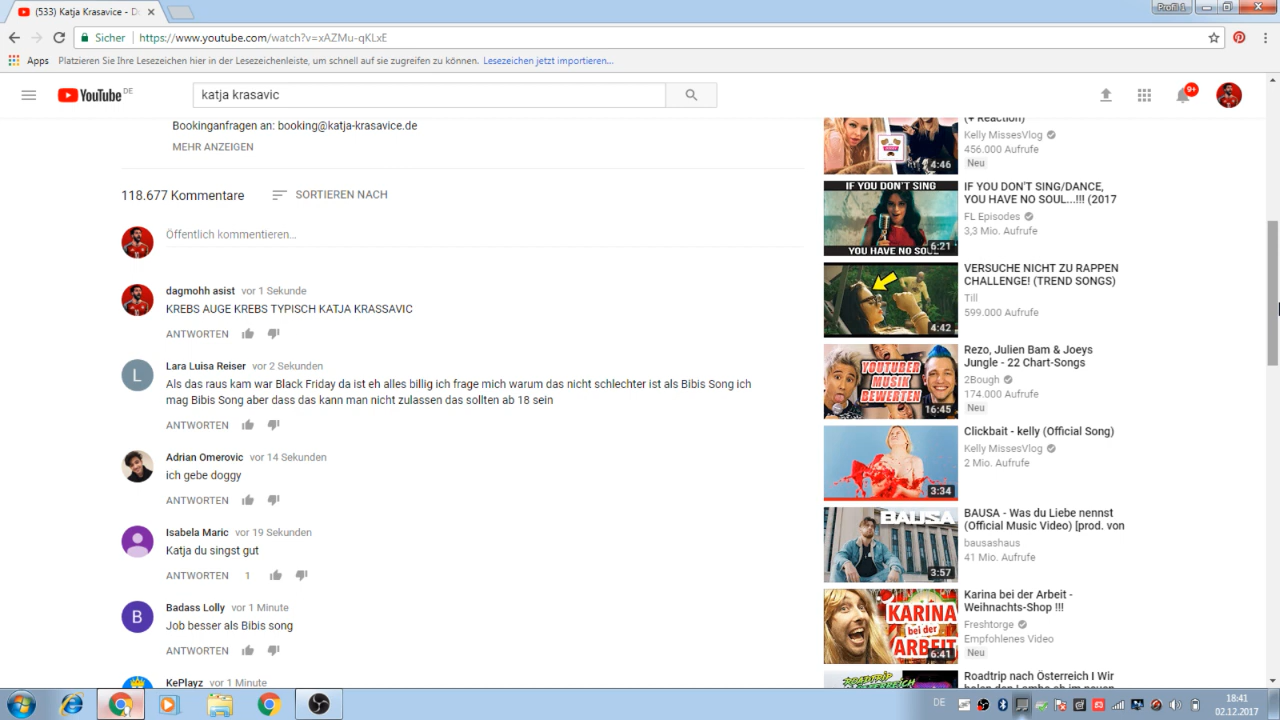 (533) Katja Krasavice - D
Profil 1
Sicher
https://www.youtube.com/watch?v=xAZMu-qKLxE
Apps
Platzieren Sie Ihre Lesezeichen hier in der Lesezeichenleiste, um schnell auf sie zugreifen zu können.
Lesezeichen jetzt importieren...
YouTube DE
katja krasavic
9+
Bookinganfragen an: booking@katja-krasavice.de
MEHR ANZEIGEN
118.677 Kommentare
SORTIEREN NACH
Öffentlich kommentieren...
dagmohh asist vor 1 Sekunde
KREBS AUGE KREBS TYPISCH KATJA KRASSAVIC
ANTWORTEN
Lara Luisa Reiser vor 2 Sekunden
L
Als das raus kam war Black Friday da ist eh alles billig ich frage mich warum das nicht schlechter ist als BIbis Song ich
mag Bibis Song aber dass das kann man nicht zulassen das sollten ab 18 sein
ANTWORTEN
Adrian Omerovic vor 14 Sekunden
ich gebe doggy
ANTWORTEN
Isabela Maric vor 19 Sekunden
Katja du singst gut
ANTWORTEN 1
Badass Lolly vor 1 Minute
B
Job besser als Bibis song
ANTWORTEN
KePlayz vor 1 Minute
(+ Reaction)
Kelly MissesVlog
456.000 Aufrufe
Neu
4:46
IF YOU DON'T SING
YOU HAVE NO SOUL
6:21
IF YOU DON'T SING/DANCE,
YOU HAVE NO SOUL...!!! (2017
FL Episodes
3,3 Mio. Aufrufe
4:42
VERSUCHE NICHT ZU RAPPEN
CHALLENGE! (TREND SONGS)
Till
599.000 Aufrufe
YOUTUBER
MUSIK
BEWERTEN
16:45
Rezo, Julien Bam & Joeys
Jungle - 22 Chart-Songs
2Bough
174.000 Aufrufe
Neu
3:34
Clickbait - kelly (Official Song)
Kelly MissesVlog
2 Mio. Aufrufe
BAUSA
3:57
BAUSA - Was du Liebe nennst
(Official Music Video) [prod. von
bausashaus
41 Mio. Aufrufe
KARINA
bei der
ARBEIT
6:41
Karina bei der Arbeit -
Weihnachts-Shop !!!
Freshtorge
Empfohlenes Video
Neu
ROADTRIP
Roadtrip nach Österreich I Wir
holen den Lambo ab im neuen
DE
18:41
02.12.2017